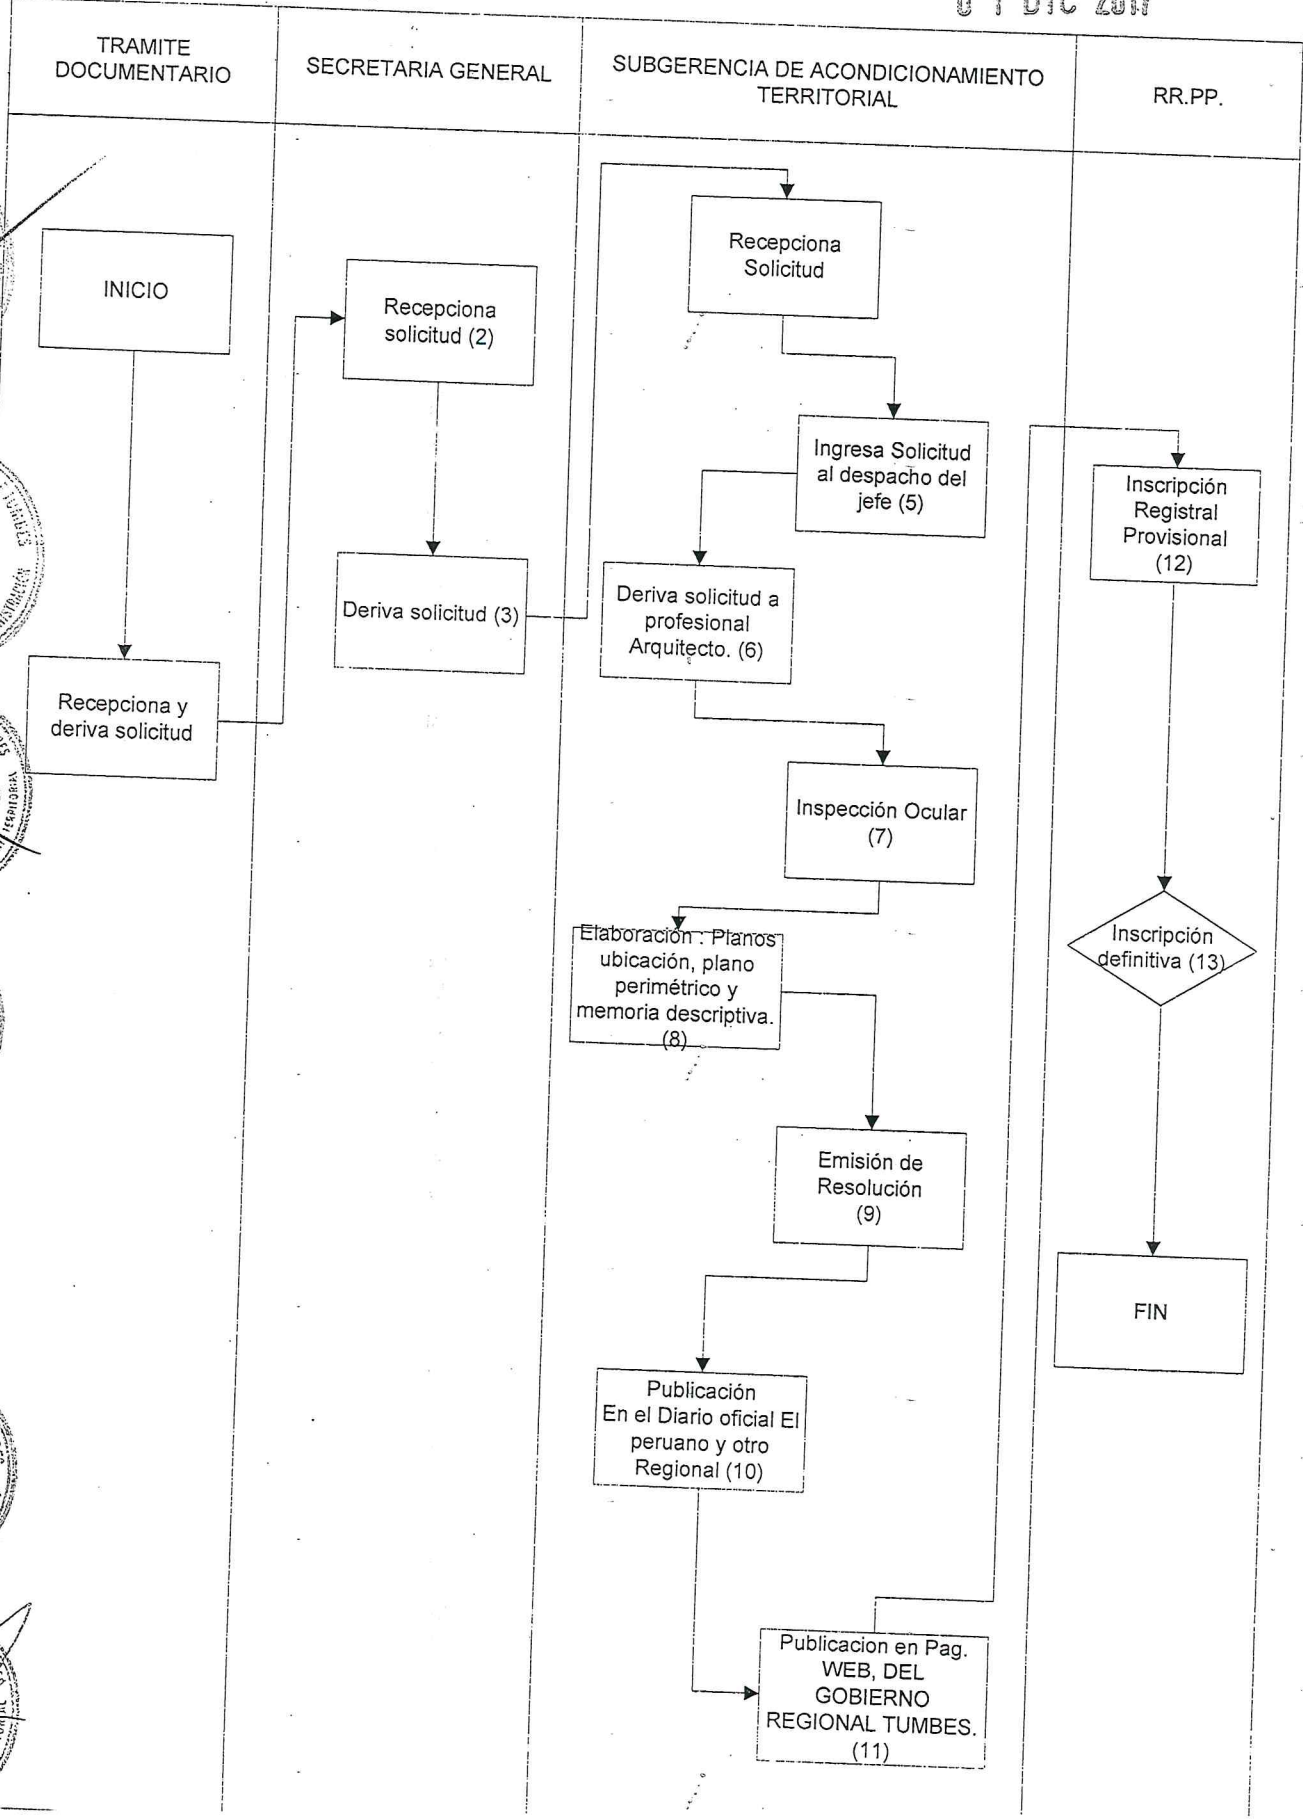 TRAMITE
DOCUMENTARIO
SECRETARIA GENERAL
SUBGERENCIA DE ACONDICIONAMIENTO
TERRITORIAL
RR.PP.
INICIO
Recepciona y
deriva solicitud
Recepciona
solicitud (2)
Deriva solicitud (3)
Recepciona
Solicitud
Ingresa Solicitud
al despacho del
jefe (5)
Deriva solicitud a
profesional
Arquitecto. (6)
Inspección Ocular
(7)
Elaboración : Planos
ubicación, plano
perimétrico y
memoria descriptiva.
(8)
Emisión de
Resolución
(9)
Publicación
En el Diario oficial El
peruano y otro
Regional (10)
Publicacion en Pag.
WEB, DEL
GOBIERNO
REGIONAL TUMBES.
(11)
Inscripción
Registral
Provisional
(12)
Inscripción
definitiva (13)
FIN
TUMBES
TERRITORIAL